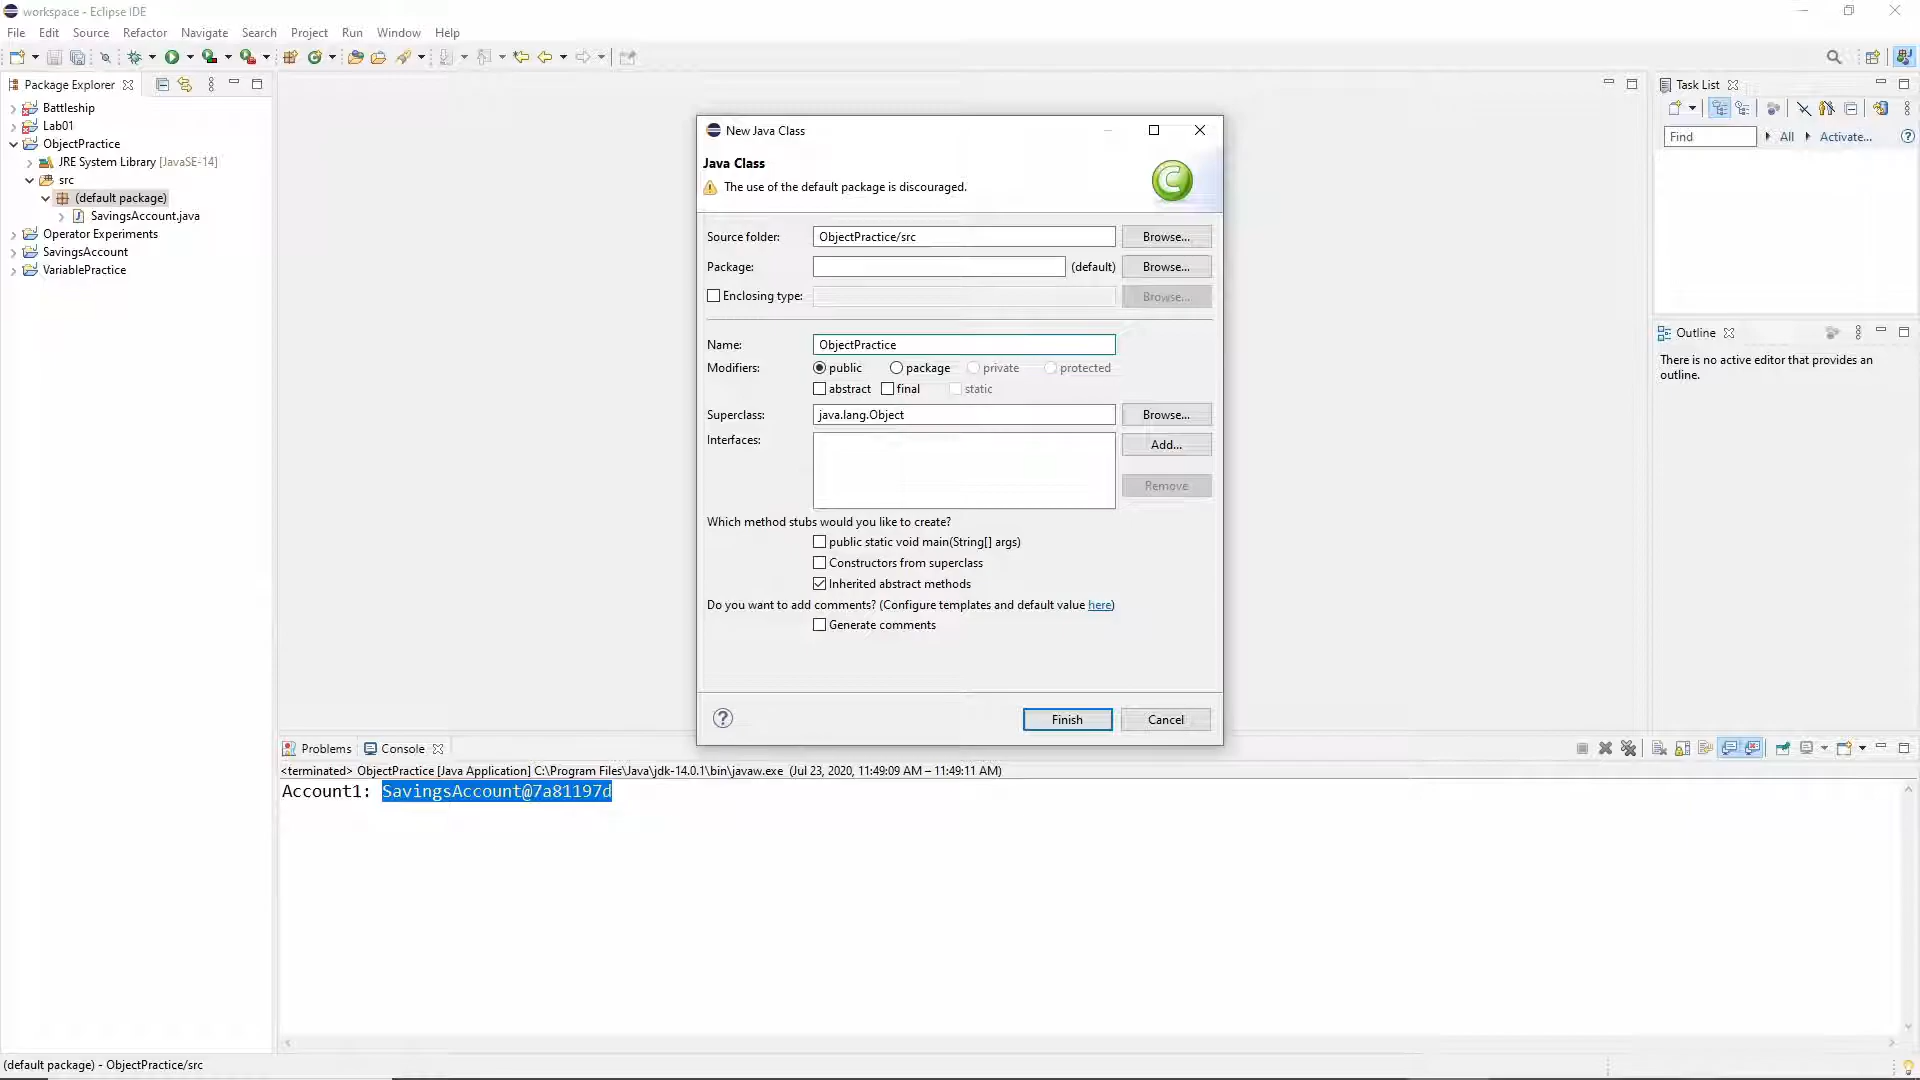 workspace - Eclipse IDE
File Edit Source Refactor Navigate Search Project Run Window Help
Package Explorer
Battleship
Lab01
ObjectPractice
JRE System Library [JavaSE-14]
src
(default package)
SavingsAccount.java
Operator Experiments
SavingsAccount
VariablePractice
New Java Class
Java Class
The use of the default package is discouraged.
Source folder: ObjectPractice/src Browse...
Package: (default) Browse...
Enclosing type: Browse...
Name: ObjectPractice
Modifiers: public package private protected
abstract final static
Superclass: java.lang.Object Browse...
Interfaces: Add...
Remove
Which method stubs would you like to create?
public static void main(String[] args)
Constructors from superclass
Inherited abstract methods
Do you want to add comments? (Configure templates and default value here)
Generate comments
Finish Cancel
Task List
Find All Activate...
Outline
There is no active editor that provides an
outline.
Problems Console
<terminated> ObjectPractice [Java Application] C:\Program Files\Java\jdk-14.0.1\bin\javaw.exe (Jul 23, 2020, 11:49:09 AM – 11:49:11 AM)
Account1: SavingsAccount@7a81197d
(default package) - ObjectPractice/src